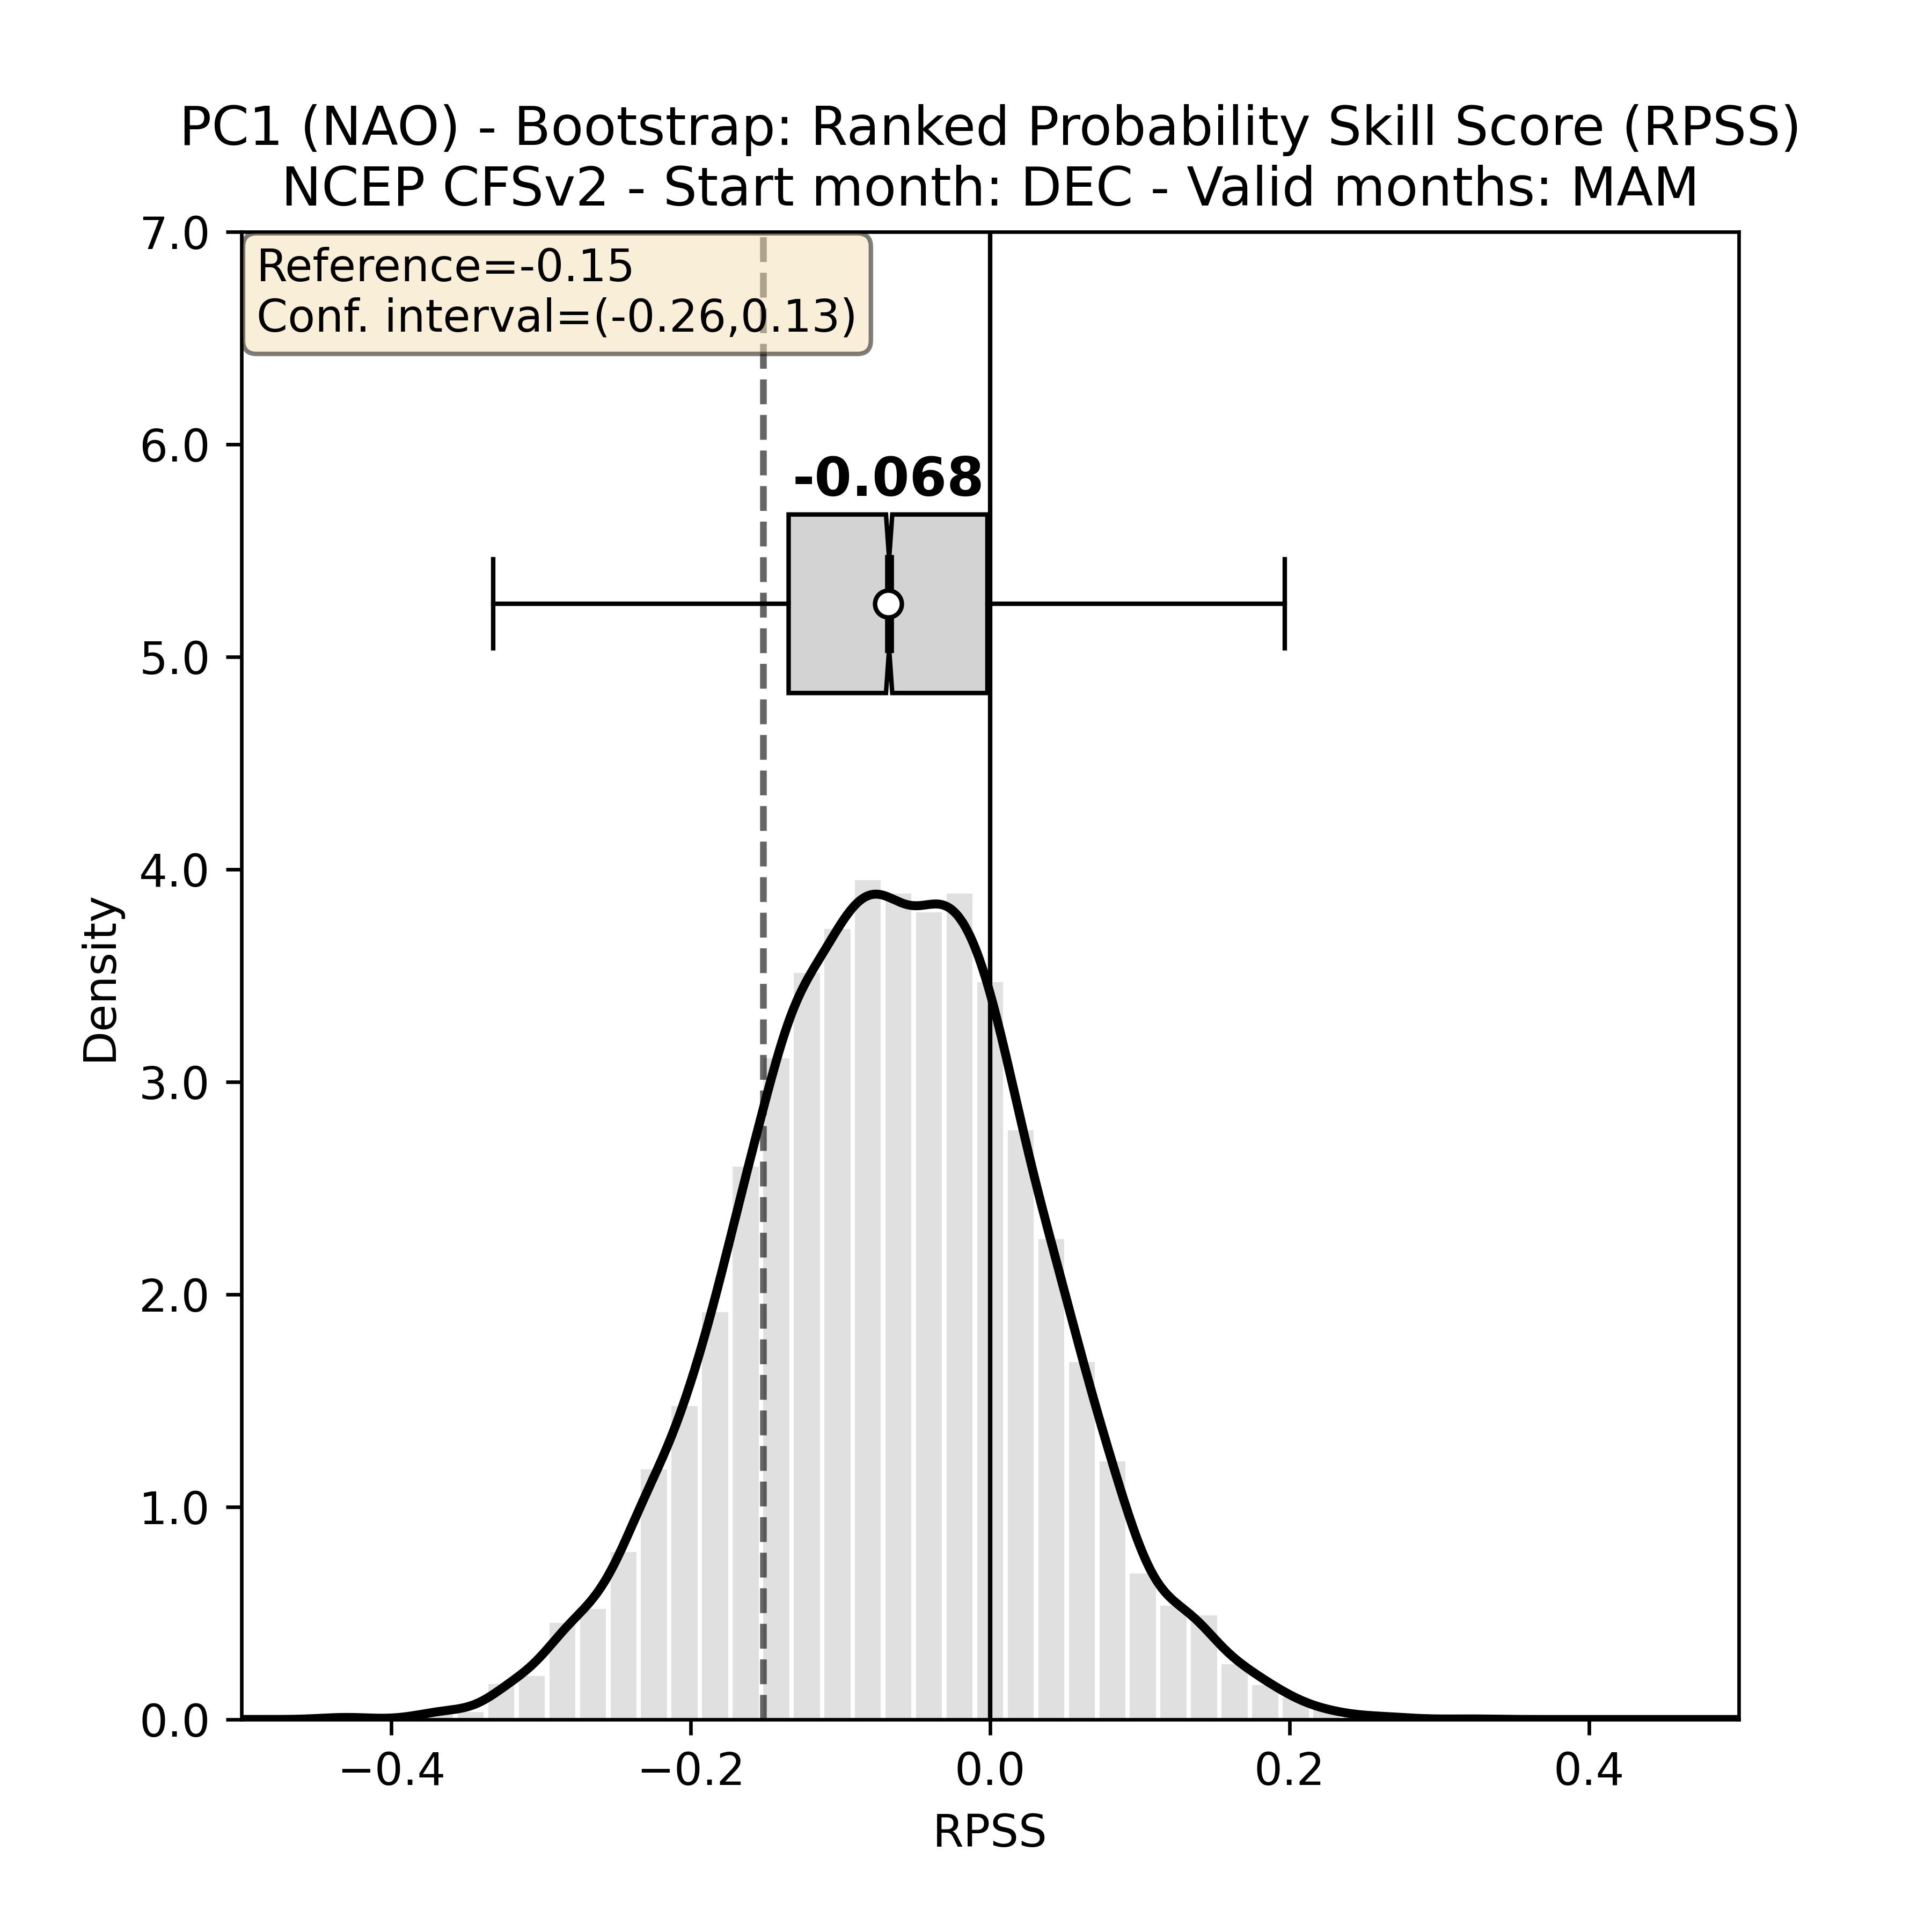 PC1 (NAO) - Bootstrap: Ranked Probability Skill Score (RPSS)
NCEP CFSv2 - Start month: DEC - Valid months: MAM
Reference=-0.15
Conf. interval=(-0.26,0.13)
-0.068
7.0
6.0
5.0
4.0
3.0
2.0
1.0
0.0
Density
−0.4 −0.2 0.0 0.2 0.4
RPSS